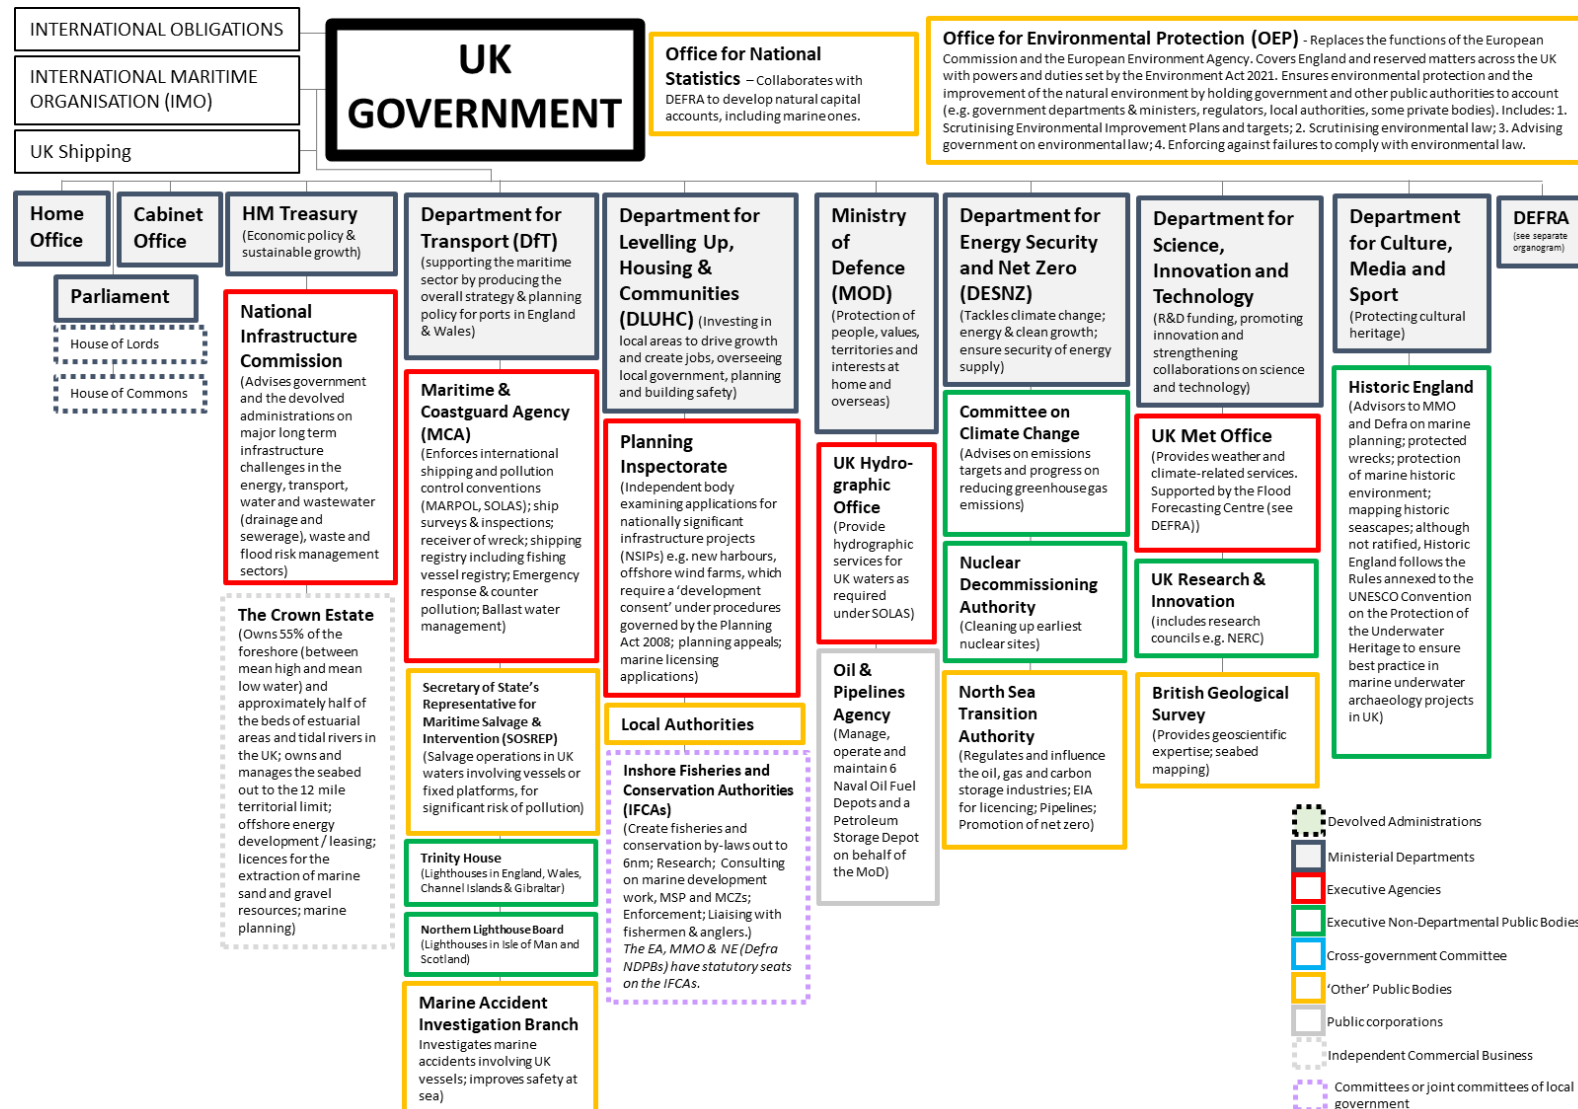 INTERNATIONAL OBLIGATIONS
INTERNATIONAL MARITIME
ORGANISATION (IMO)
UK Shipping
UK
GOVERNMENT
Office for National
Statistics – Collaborates with
DEFRA to develop natural capital
accounts, including marine ones.
Office for Environmental Protection (OEP) - Replaces the functions of the European
Commission and the European Environment Agency. Covers England and reserved matters across the UK
with powers and duties set by the Environment Act 2021. Ensures environmental protection and the
improvement of the natural environment by holding government and other public authorities to account
(e.g. government departments & ministers, regulators, local authorities, some private bodies). Includes: 1.
Scrutinising Environmental Improvement Plans and targets; 2. Scrutinising environmental law; 3. Advising
government on environmental law; 4. Enforcing against failures to comply with environmental law.
Home
Office
Cabinet
Office
Parliament
House of Lords
House of Commons
HM Treasury
(Economic policy &
sustainable growth)
National
Infrastructure
Commission
(Advises government
and the devolved
administrations on
major long term
infrastructure
challenges in the
energy, transport,
water and wastewater
(drainage and
sewerage), waste and
flood risk management
sectors)
The Crown Estate
(Owns 55% of the
foreshore (between
mean high and mean
low water) and
approximately half of
the beds of estuarial
areas and tidal rivers in
the UK; owns and
manages the seabed
out to the 12 mile
territorial limit;
offshore energy
development / leasing;
licences for the
extraction of marine
sand and gravel
resources; marine
planning)
Department for
Transport (DfT)
(supporting the maritime
sector by producing the
overall strategy & planning
policy for ports in England
& Wales)
Maritime &
Coastguard Agency
(MCA)
(Enforces international
shipping and pollution
control conventions
(MARPOL, SOLAS); ship
surveys & inspections;
receiver of wreck; shipping
registry including fishing
vessel registry; Emergency
response & counter
pollution; Ballast water
management)
Secretary of State's
Representative for
Maritime Salvage &
Intervention (SOSREP)
(Salvage operations in UK
waters involving vessels or
fixed platforms, for
significant risk of pollution)
Trinity House
(Lighthouses in England, Wales,
Channel Islands & Gibraltar)
Northern Lighthouse Board
(Lighthouses in Isle of Man and
Scotland)
Marine Accident
Investigation Branch
Investigates marine
accidents involving UK
vessels; improves safety at
sea)
Department for
Levelling Up,
Housing &
Communities
(DLUHC) (Investing in
local areas to drive growth
and create jobs, overseeing
local government, planning
and building safety)
Planning
Inspectorate
(Independent body
examining applications for
nationally significant
infrastructure projects
(NSIPs) e.g. new harbours,
offshore wind farms, which
require a 'development
consent' under procedures
governed by the Planning
Act 2008; planning appeals;
marine licensing
applications)
Local Authorities
Inshore Fisheries and
Conservation Authorities
(IFCAs)
(Create fisheries and
conservation by-laws out to
6nm; Research; Consulting
on marine development
work, MSP and MCZs;
Enforcement; Liaising with
fishermen & anglers.)
The EA, MMO & NE (Defra
NDPBs) have statutory seats
on the IFCAs.
Ministry
of
Defence
(MOD)
(Protection of
people, values,
territories and
interests at
home and
overseas)
UK Hydro-
graphic
Office
(Provide
hydrographic
services for
UK waters as
required
under SOLAS)
Oil &
Pipelines
Agency
(Manage,
operate and
maintain 6
Naval Oil Fuel
Depots and a
Petroleum
Storage Depot
on behalf of
the MoD)
Department for
Energy Security
and Net Zero
(DESNZ)
(Tackles climate change;
energy & clean growth;
ensure security of energy
supply)
Committee on
Climate Change
(Advises on emissions
targets and progress on
reducing greenhouse gas
emissions)
Nuclear
Decommissioning
Authority
(Cleaning up earliest
nuclear sites)
North Sea
Transition
Authority
(Regulates and influence
the oil, gas and carbon
storage industries; EIA
for licencing; Pipelines;
Promotion of net zero)
Department for
Science,
Innovation and
Technology
(R&D funding, promoting
innovation and
strengthening
collaborations on science
and technology)
UK Met Office
(Provides weather and
climate-related services.
Supported by the Flood
Forecasting Centre (see
DEFRA))
UK Research &
Innovation
(includes research
councils e.g. NERC)
British Geological
Survey
(Provides geoscientific
expertise; seabed
mapping)
Department
for Culture,
Media and
Sport
(Protecting cultural
heritage)
Historic England
(Advisors to MMO
and Defra on marine
planning; protected
wrecks; protection
of marine historic
environment;
mapping historic
seascapes; although
not ratified, Historic
England follows the
Rules annexed to the
UNESCO Convention
on the Protection of
the Underwater
Heritage to ensure
best practice in
marine underwater
archaeology projects
in UK)
DEFRA
(see separate
organogram)
Devolved Administrations
Ministerial Departments
Executive Agencies
Executive Non-Departmental Public Bodies
Cross-government Committee
'Other' Public Bodies
Public corporations
Independent Commercial Business
Committees or joint committees of local
government